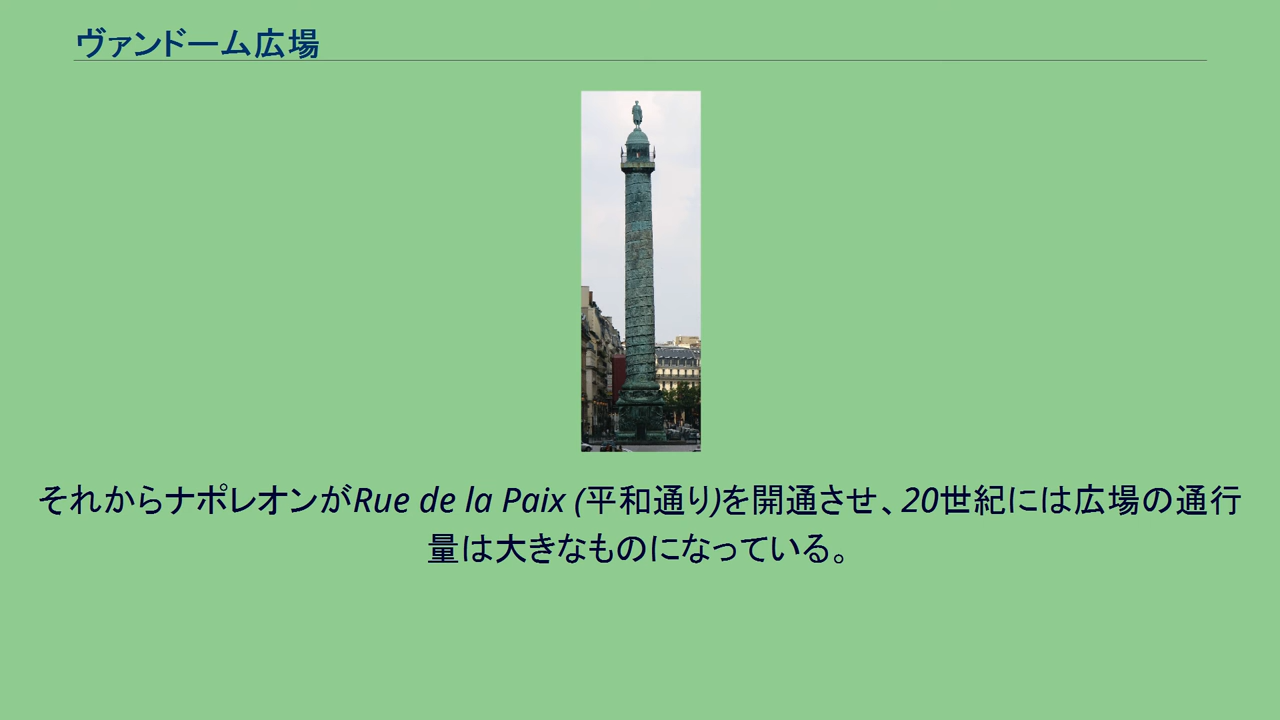 ヴァンドーム広場
それからナポレオンがRue de la Paix (平和通り)を開通させ、20世紀には広場の通行
量は大きなものになっている。